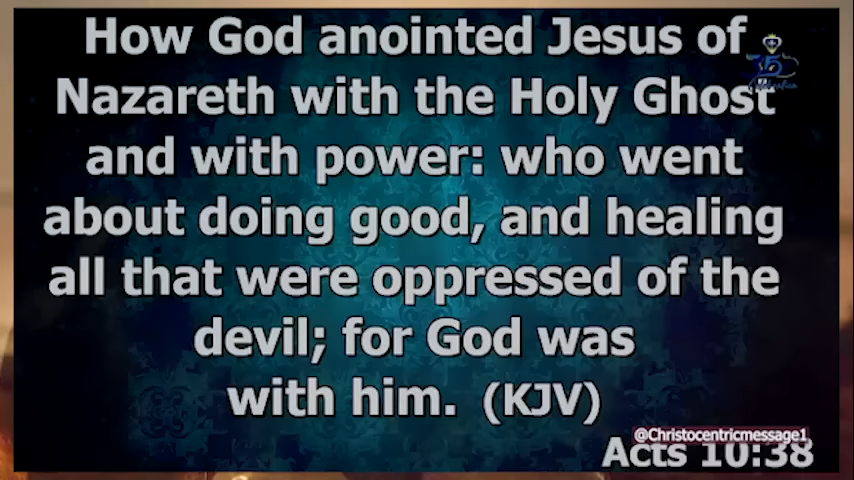 How God anointed Jesus of
Nazareth with the Holy Ghost
and with power: who went
about doing good, and healing
all that were oppressed of the
devil; for God was
with him. (KJV)
@Christocentricmessage1
Acts 10:38